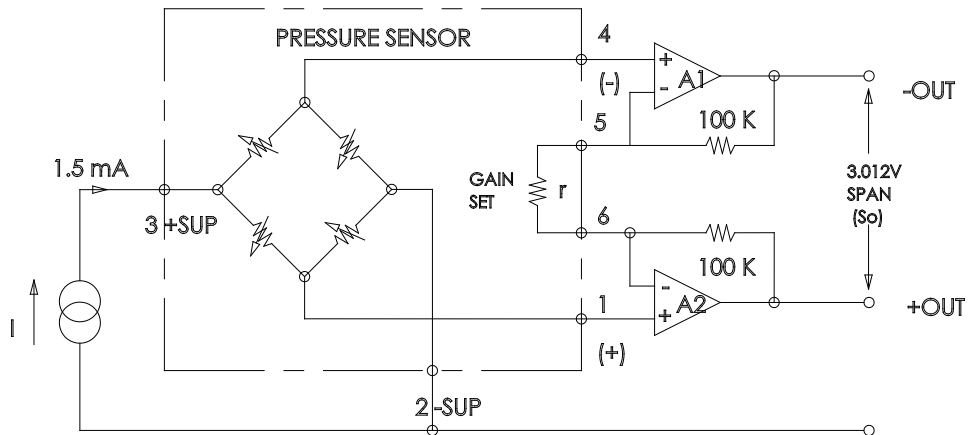 PRESSURE SENSOR
4
(-)
+
-
A1
-OUT
5
100 K
1.5 mA
GAIN
SET
r
3.012V
SPAN
(So)
3 +SUP
6
100 K
-
+
A2
+OUT
1
(+)
I
2 -SUP